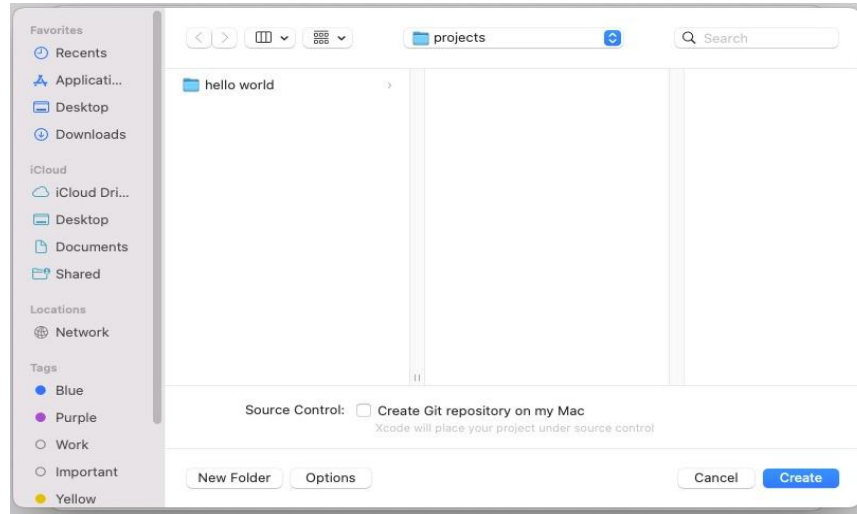 Favorites
Recents
Applicati...
Desktop
Downloads
iCloud
iCloud Dri...
Desktop
Documents
Shared
Locations
Network
Tags
Blue
Purple
Work
Important
Yellow
projects
Search
hello world
Source Control: Create Git repository on my Mac
Xcode will place your project under source control
New Folder Options Cancel Create